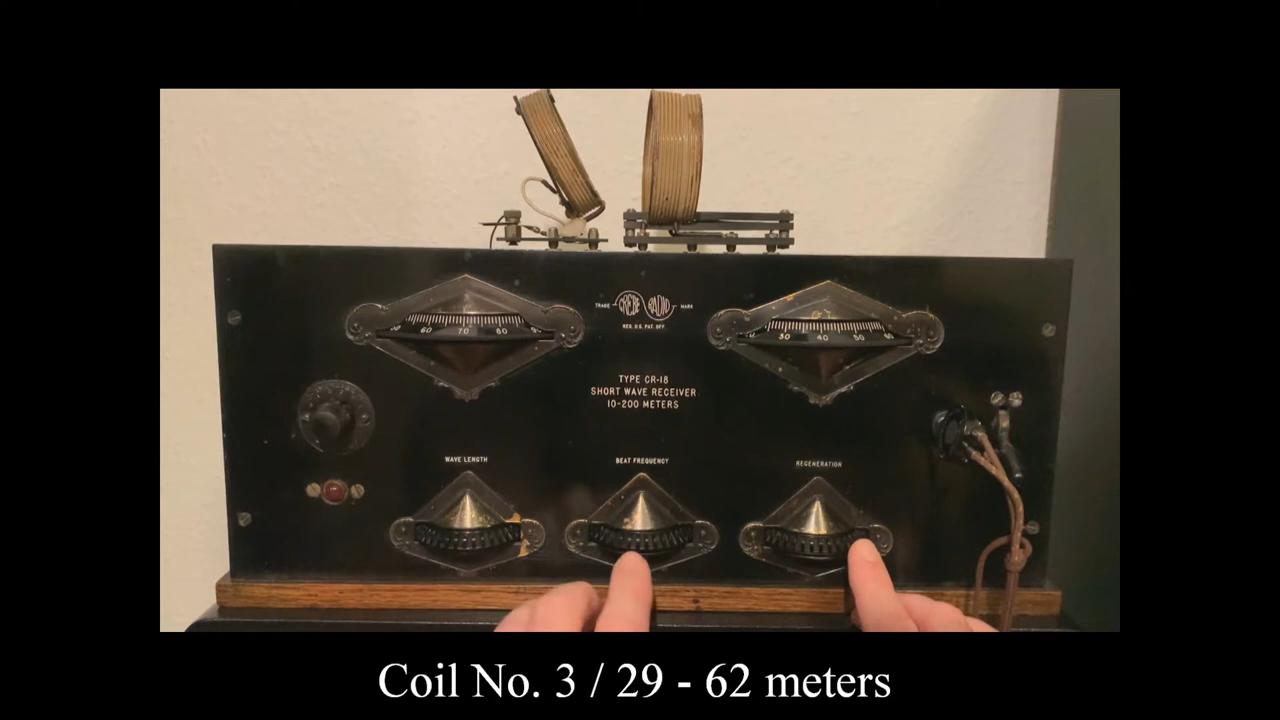 60 70 80
TRADE GREBE RADIO MARK
REG. U.S. PAT. OFF
30 40 50 60
TYPE CR-18
SHORT WAVE RECEIVER
10-200 METERS
WAVE LENGTH
BEAT FREQUENCY
REGENERATION
Coil No. 3 / 29 - 62 meters